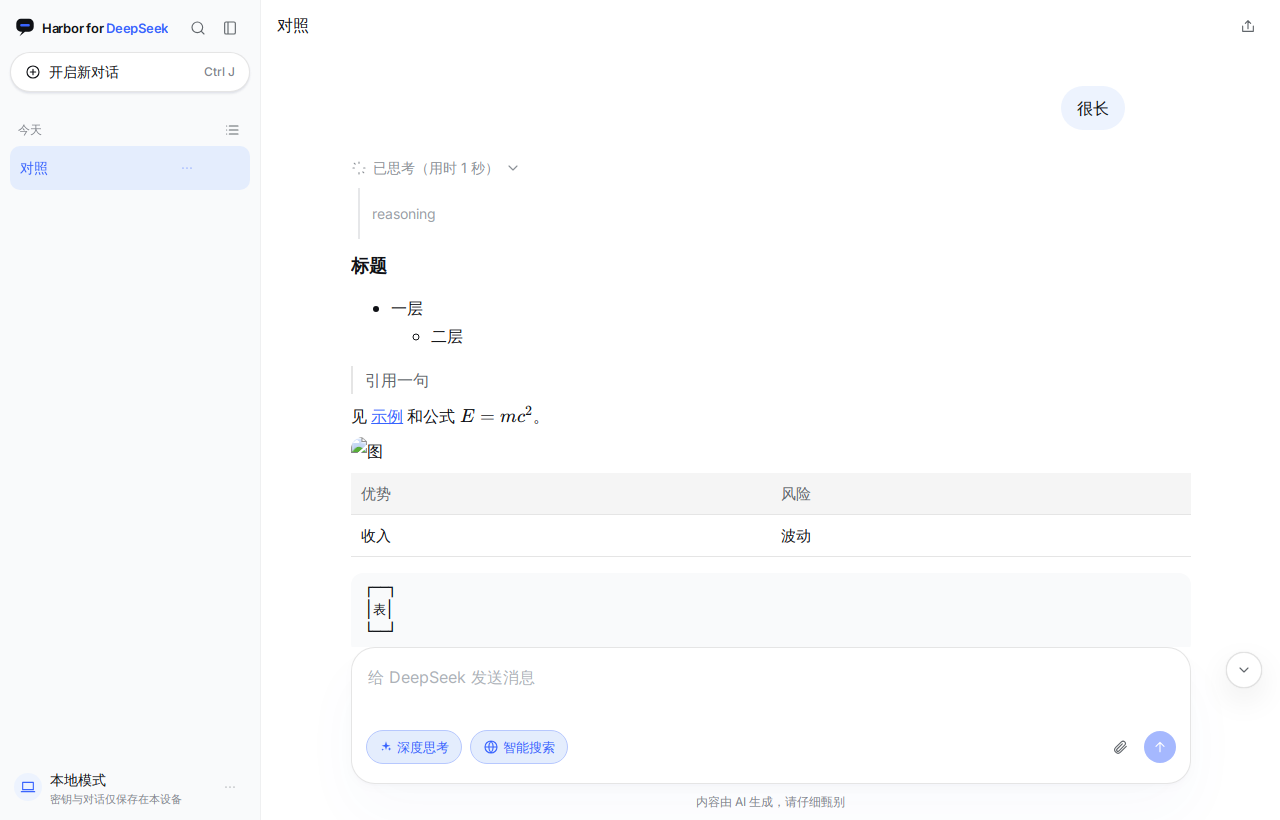 Harbor for DeepSeek
开启新对话 Ctrl J
今天
对照
本地模式
密钥与对话仅保存在本设备
对照
很长
已思考（用时 1 秒）
reasoning
标题
一层
二层
引用一句
见 示例 和公式 E = mc²。
图
优势 风险
收入 波动
┌──┐
│表│
└──┘
给 DeepSeek 发送消息
深度思考 智能搜索
内容由 AI 生成，请仔细甄别